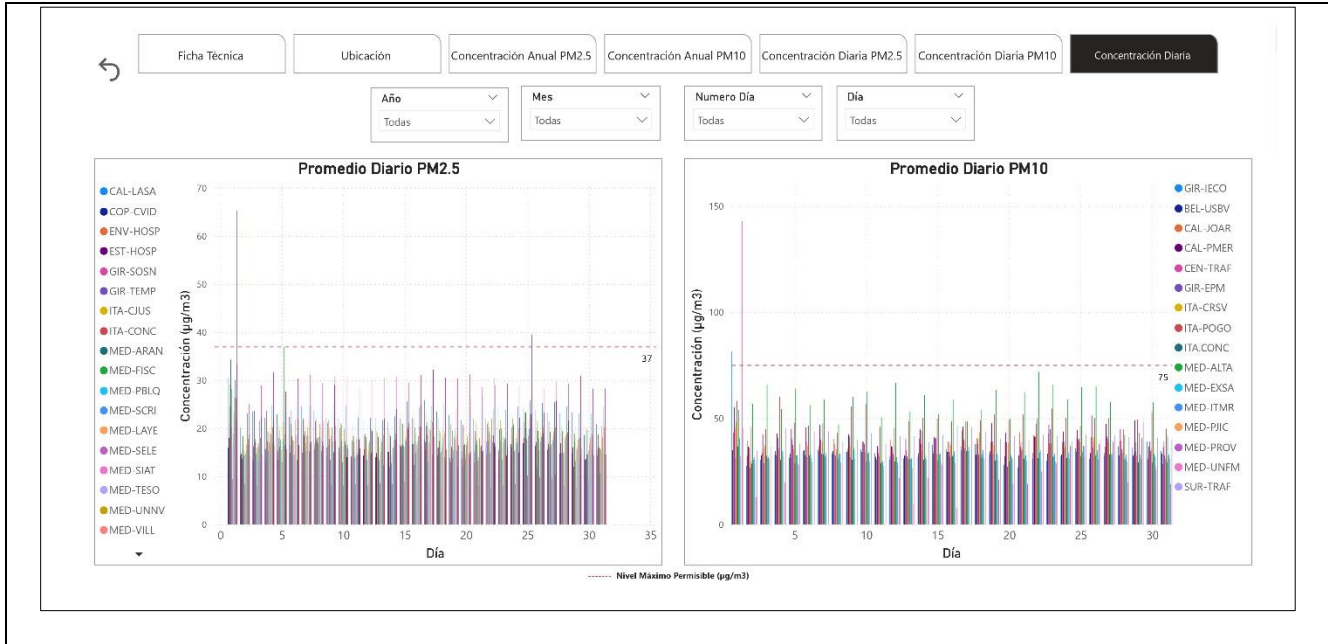 Ficha Técnica
Ubicación
Concentración Anual PM2.5
Concentración Anual PM10
Concentración Diaria PM2.5
Concentración Diaria PM10
Concentración Diaria
Año
Todas
Mes
Todas
Numero Día
Todas
Día
Todas
Promedio Diario PM2.5
CAL-LASA
COP-CVID
ENV-HOSP
EST-HOSP
GIR-SOSN
GIR-TEMP
ITA-CJUS
ITA-CONC
MED-ARAN
MED-FISC
MED-PBLQ
MED-SCRI
MED-LAYE
MED-SELE
MED-SIAT
MED-TESO
MED-UNNV
MED-VILL
Concentración (µg/m3)
70
60
50
40
30
20
10
0
37
0 5 10 15 20 25 30 35
Día
Promedio Diario PM10
Concentración (µg/m3)
150
100
50
0
75
5 10 15 20 25 30
Día
GIR-IECO
BEL-USBV
CAL-JOAR
CAL-PMER
CEN-TRAF
GIR-EPM
ITA-CRSV
ITA-POGO
ITA.CONC
MED-ALTA
MED-EXSA
MED-ITMR
MED-PJIC
MED-PROV
MED-UNFM
SUR-TRAF
Nivel Máximo Permisible (µg/m3)